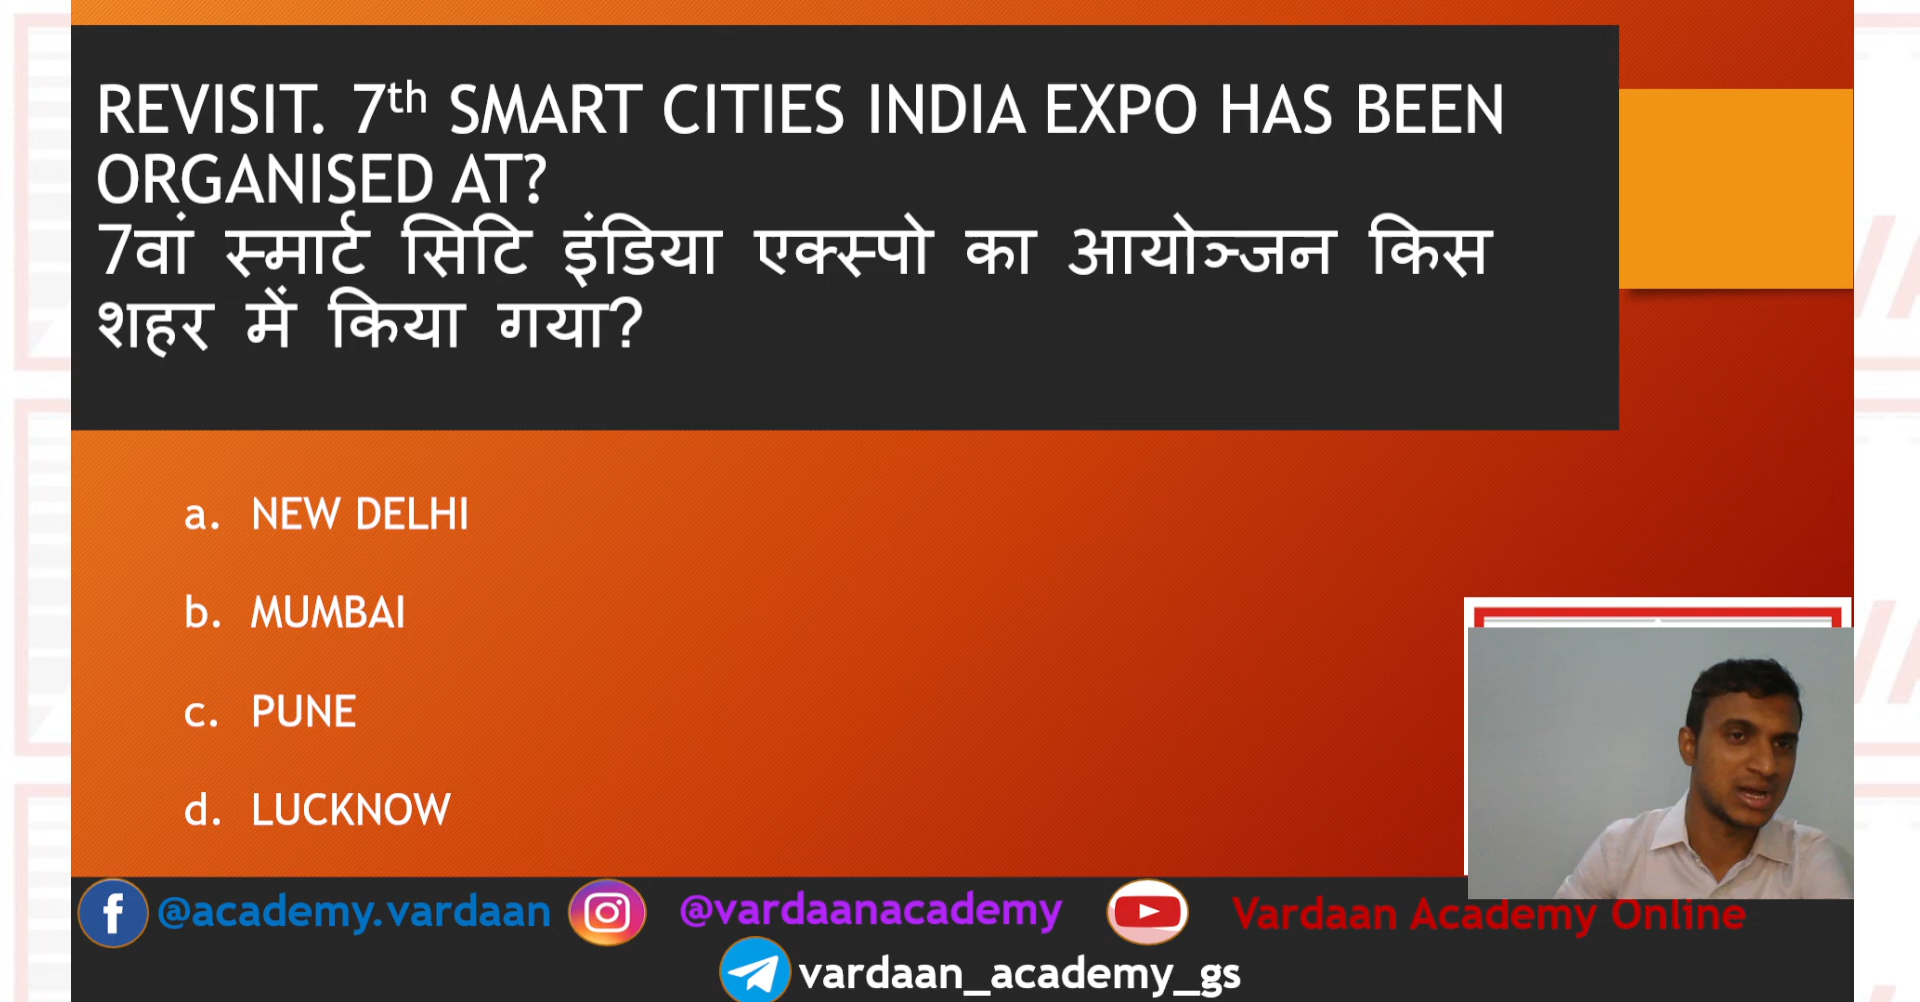 REVISIT. 7th SMART CITIES INDIA EXPO HAS BEEN
ORGANISED AT?
7वां स्मार्ट सिटि इंडिया एक्स्पो का आयोञ्जन किस
शहर में किया गया?
a. NEW DELHI
b. MUMBAI
c. PUNE
d. LUCKNOW
@academy.vardaan @vardaanacademy Vardaan Academy Online
vardaan_academy_gs